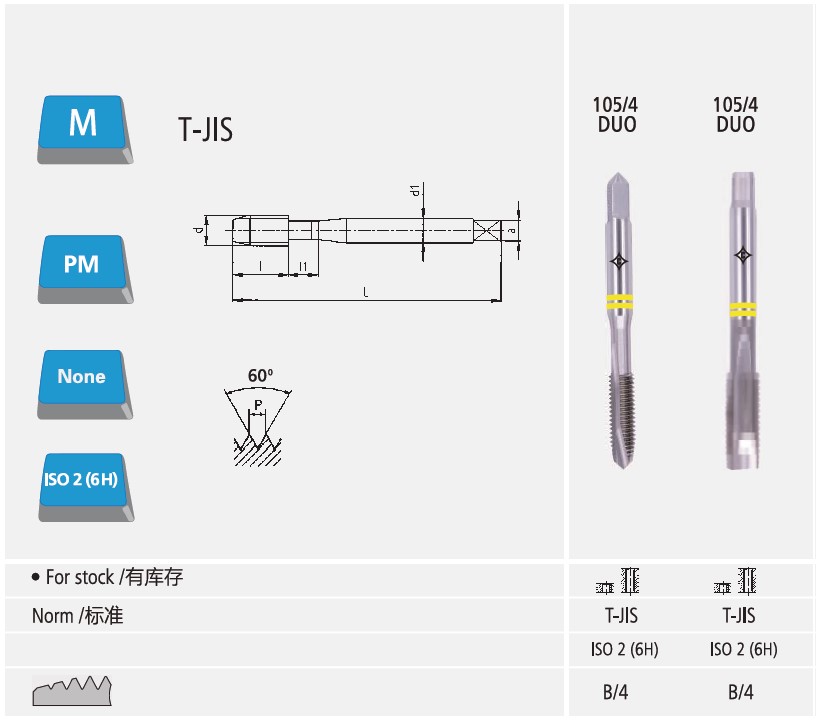 M
T-JIS
105/4
DUO
105/4
DUO
d1
d
a
l
l1
l
PM
None
60°
P
ISO 2 (6H)
• For stock /有库存
Norm /标准
T-JIS
T-JIS
ISO 2 (6H)
ISO 2 (6H)
B/4
B/4